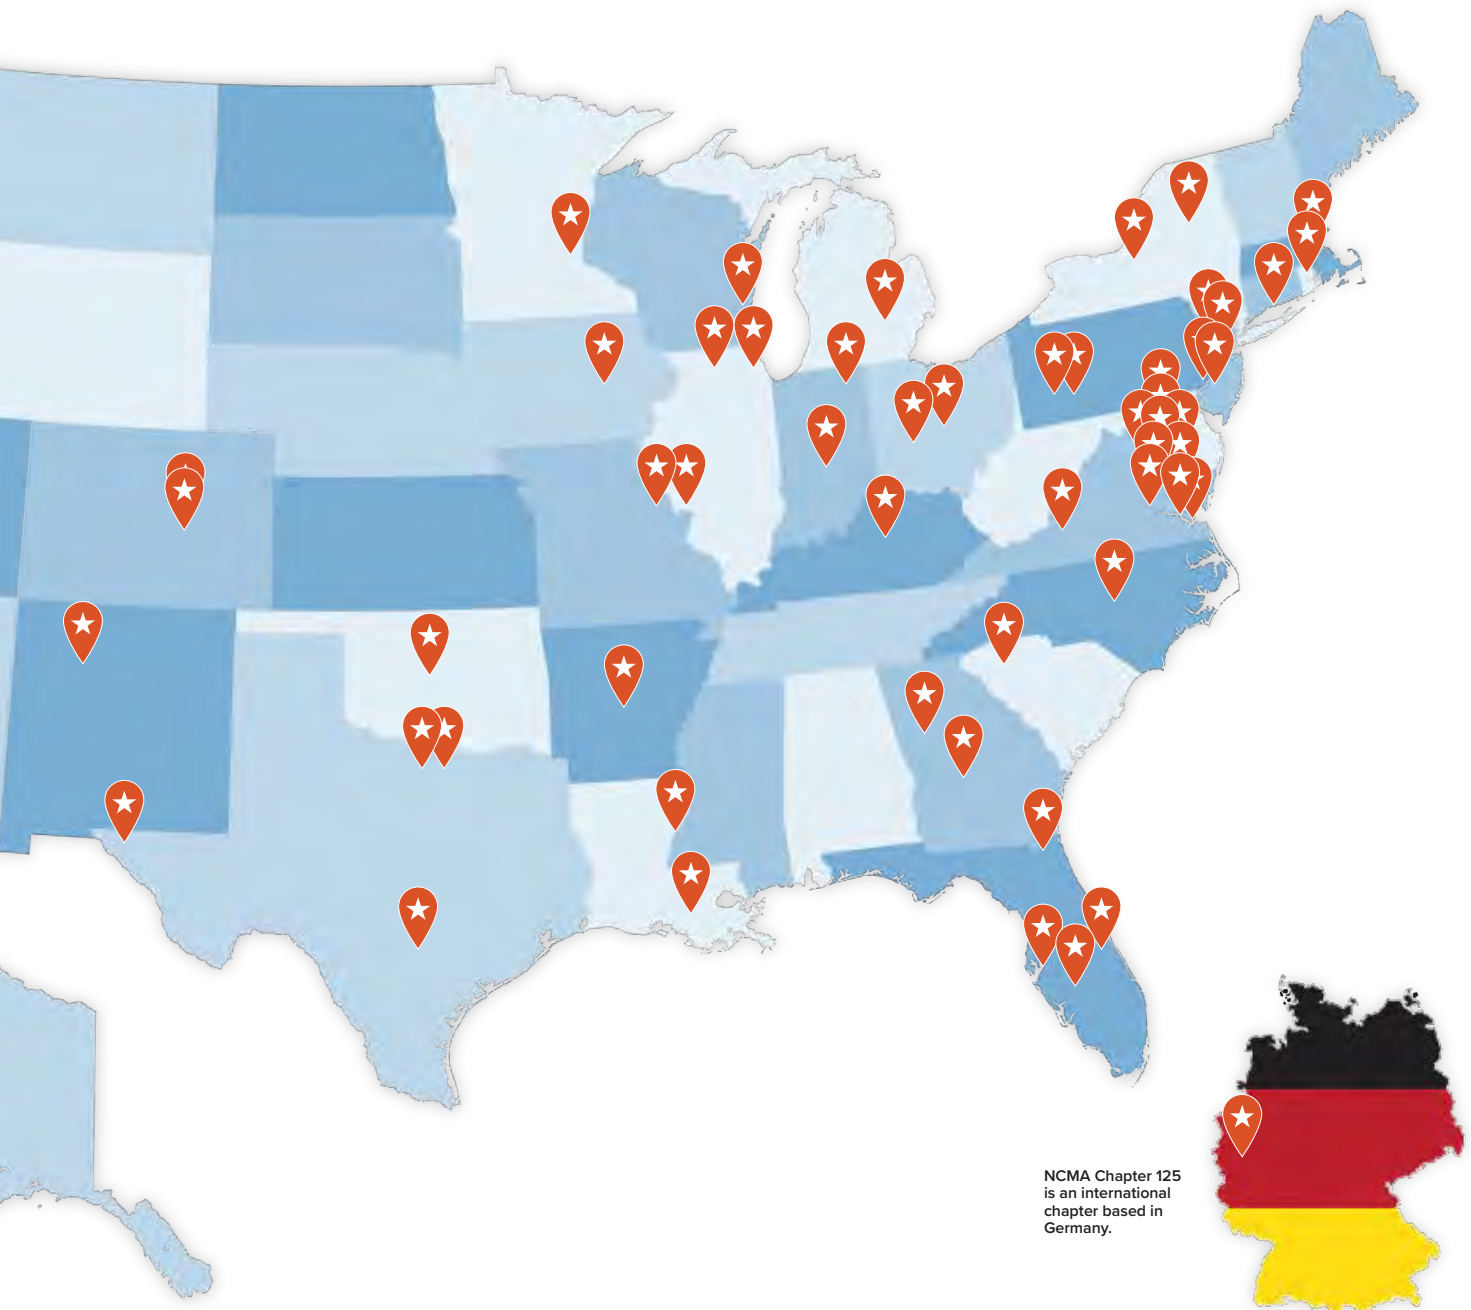 NCMA Chapter 125
is an international
chapter based in
Germany.